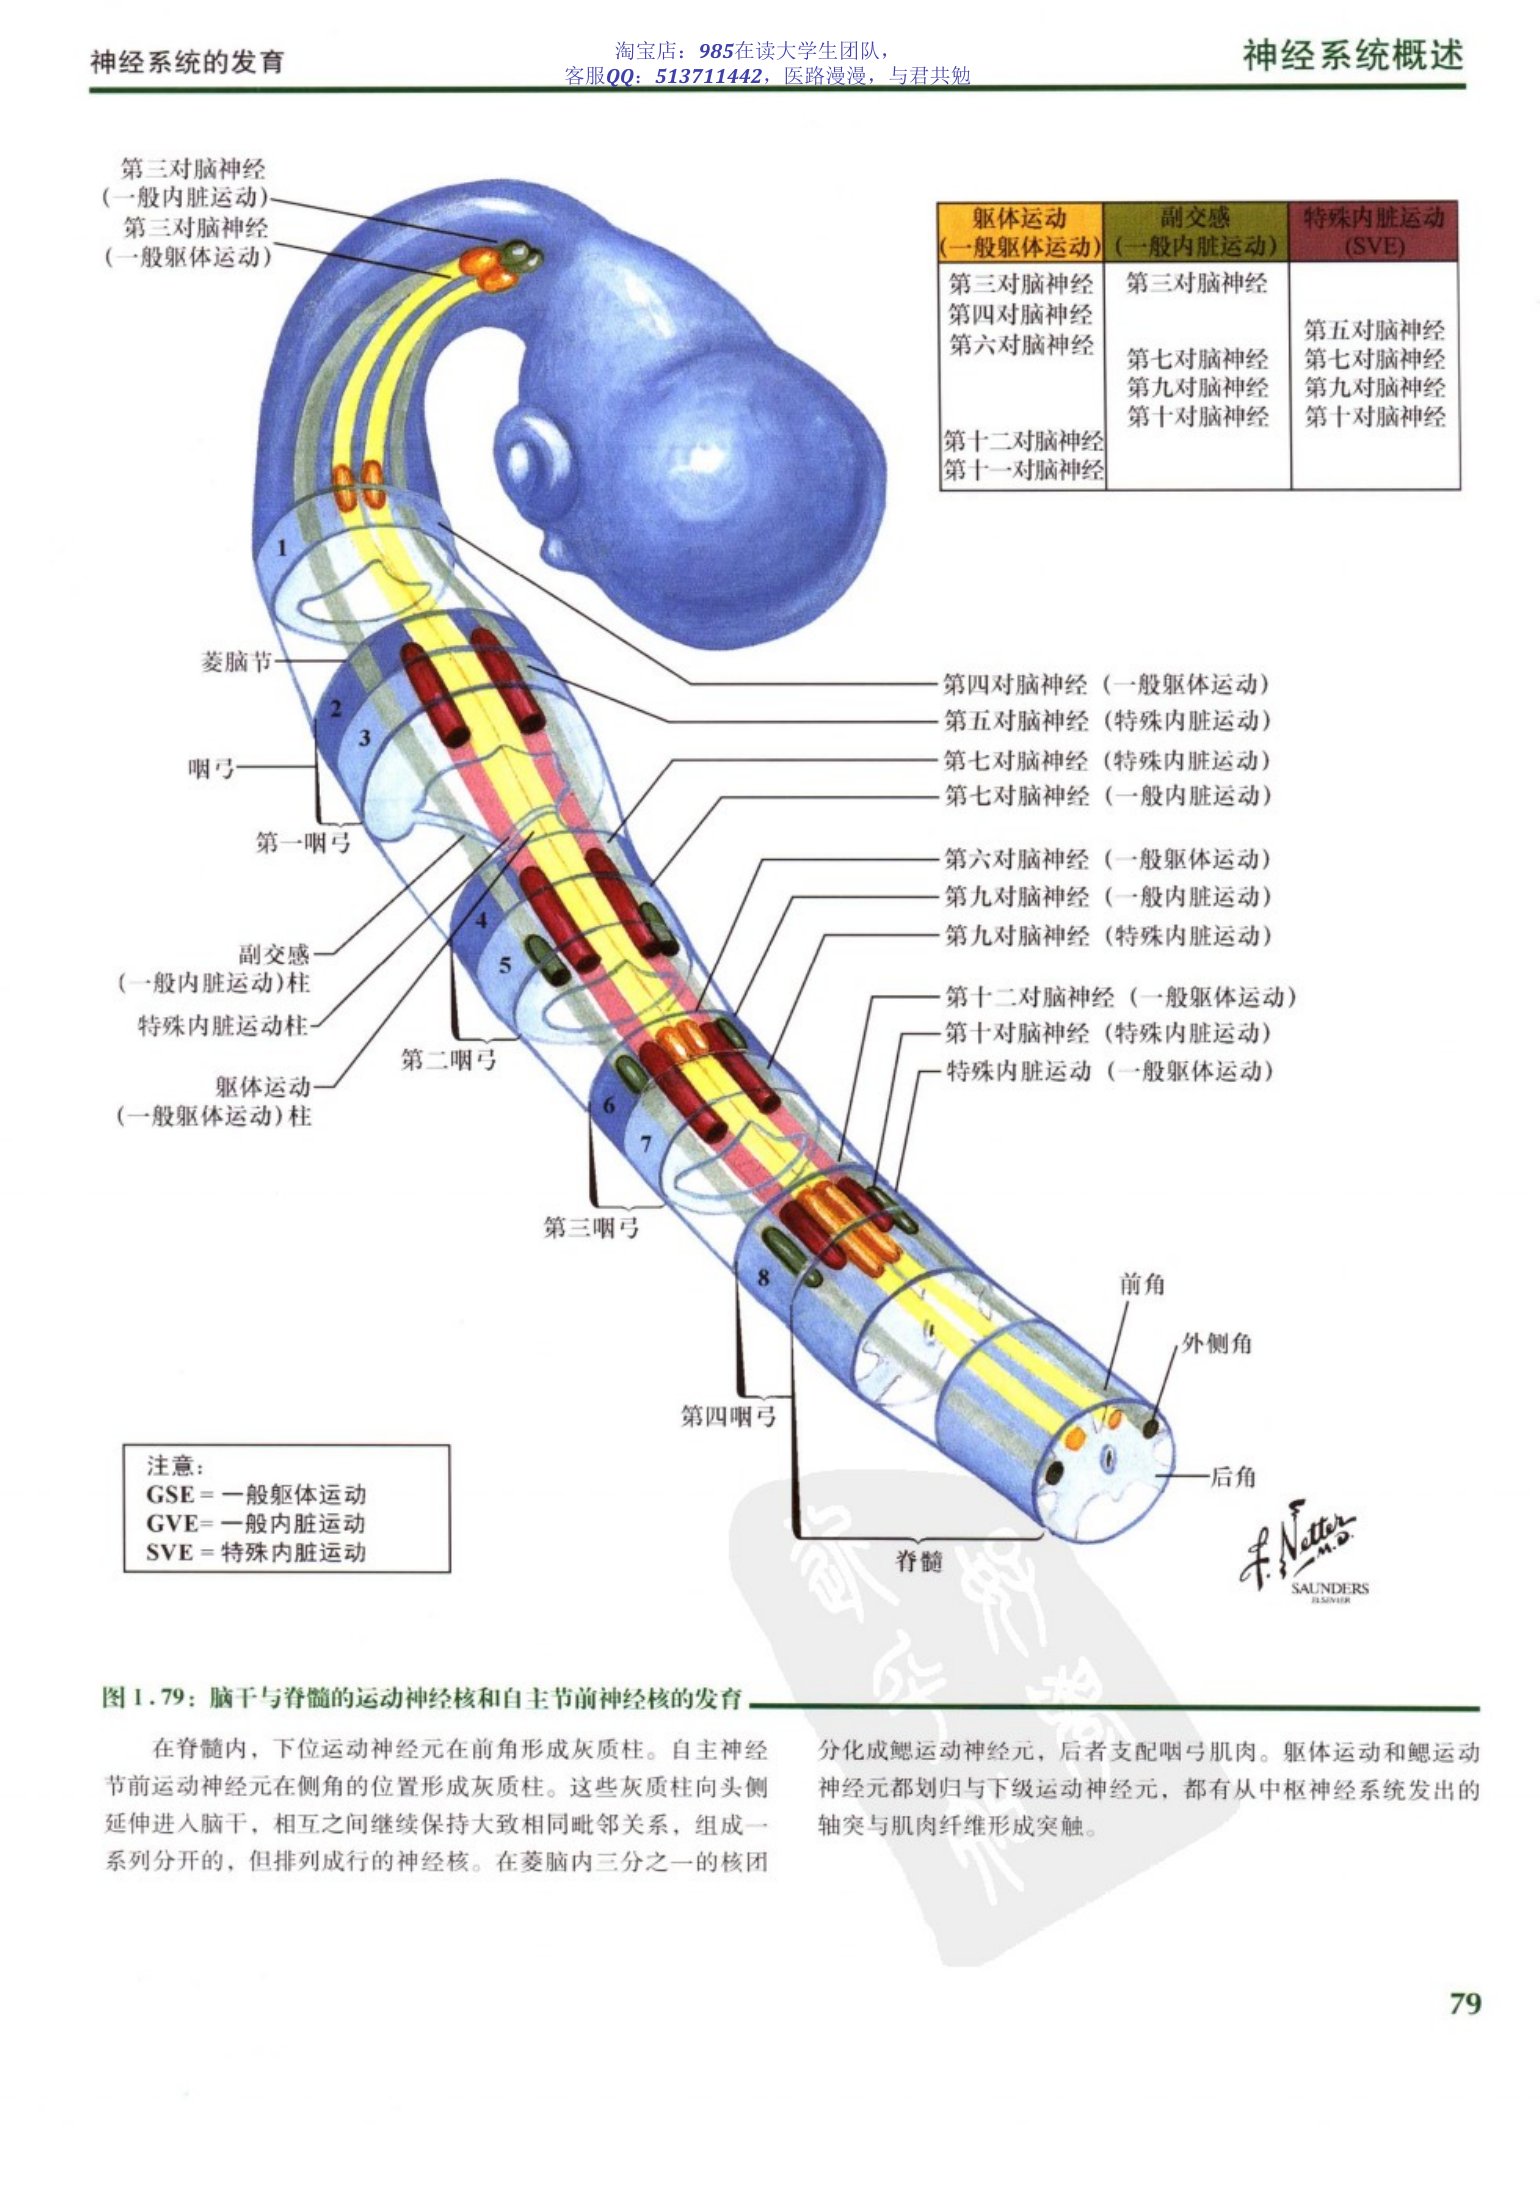 神经系统的发育
淘宝店：985在读大学生团队，
客服QQ：513711442，医路漫漫，与君共勉
神经系统概述
第三对脑神经
(一般内脏运动)
第三对脑神经
(一般躯体运动)
躯体运动
(一般躯体运动)
副交感
(一般内脏运动)
特殊内脏运动
(SVE)
第三对脑神经
第四对脑神经
第六对脑神经
第十二对脑神经
第十一对脑神经
第三对脑神经
第七对脑神经
第九对脑神经
第十对脑神经
第五对脑神经
第七对脑神经
第九对脑神经
第十对脑神经
1
菱脑节
2
3
咽弓
第一咽弓
第四对脑神经（一般躯体运动）
第五对脑神经（特殊内脏运动）
第七对脑神经（特殊内脏运动）
第七对脑神经（一般内脏运动）
第六对脑神经（一般躯体运动）
第九对脑神经（一般内脏运动）
第九对脑神经（特殊内脏运动）
第十二对脑神经（一般躯体运动）
第十对脑神经（特殊内脏运动）
特殊内脏运动（一般躯体运动）
4
5
副交感
(一般内脏运动)柱
特殊内脏运动柱
躯体运动
(一般躯体运动)柱
第二咽弓
6
7
第三咽弓
8
第四咽弓
前角
外侧角
后角
脊髓
注意：
GSE = 一般躯体运动
GVE= 一般内脏运动
SVE = 特殊内脏运动
F. Netter
M.D.
SAUNDERS
ELSEVIER
图 1.79：脑干与脊髓的运动神经核和自主节前神经核的发育
在脊髓内，下位运动神经元在前角形成灰质柱。自主神经
节前运动神经元在侧角的位置形成灰质柱。这些灰质柱向头侧
延伸进入脑干，相互之间继续保持大致相同毗邻关系，组成一
系列分开的，但排列成行的神经核。在菱脑内三分之一的核团
分化成鳃运动神经元，后者支配咽弓肌肉。躯体运动和鳃运动
神经元都划归与下级运动神经元，都有从中枢神经系统发出的
轴突与肌肉纤维形成突触。
79